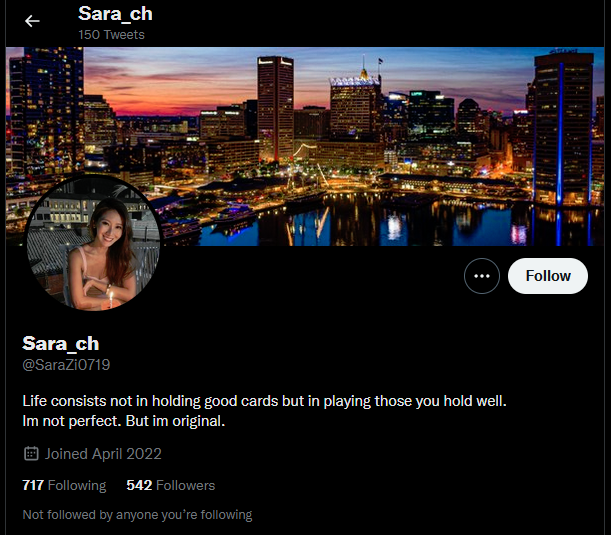 Sara_ch
150 Tweets
Follow
Sara_ch
@SaraZi0719
Life consists not in holding good cards but in playing those you hold well.
Im not perfect. But im original.
Joined April 2022
717 Following 542 Followers
Not followed by anyone you’re following